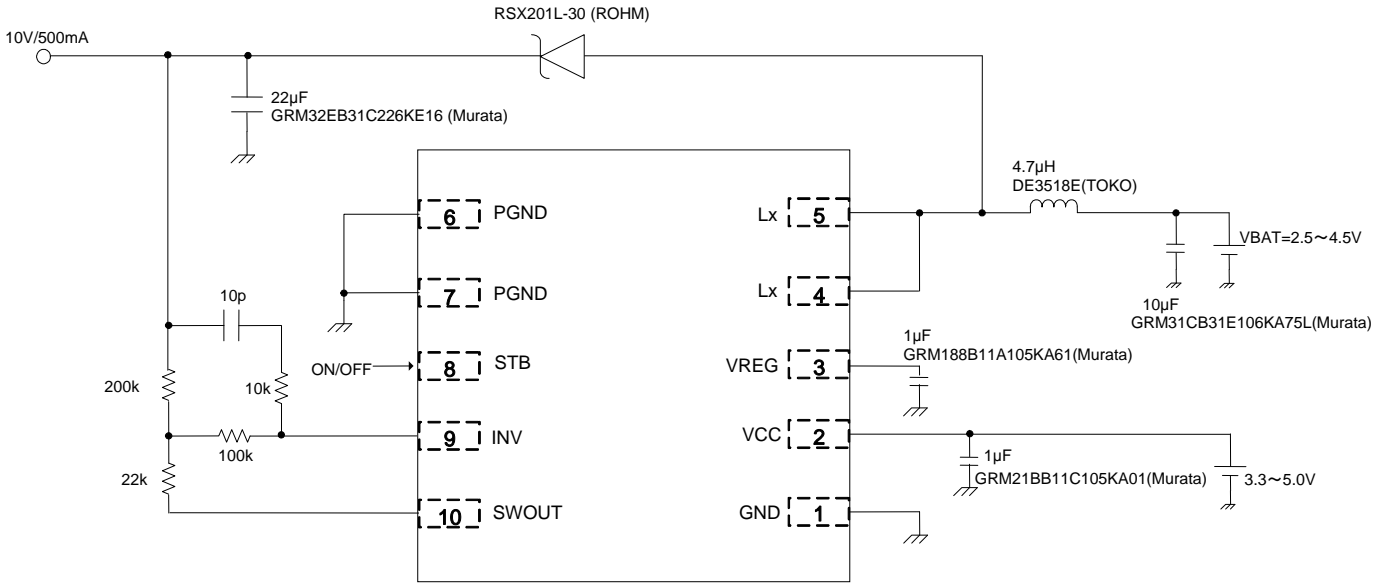 RSX201L-30 (ROHM)
10V/500mA
22µF
GRM32EB31C226KE16 (Murata)
4.7µH
DE3518E(TOKO)
6 PGND
Lx 5
VBAT=2.5～4.5V
7 PGND
Lx 4
10p
10µF
GRM31CB31E106KA75L(Murata)
1µF
GRM188B11A105KA61(Murata)
ON/OFF
8 STB
VREG 3
200k
10k
9 INV
VCC 2
100k
1µF
GRM21BB11C105KA01(Murata)
3.3～5.0V
22k
10 SWOUT
GND 1